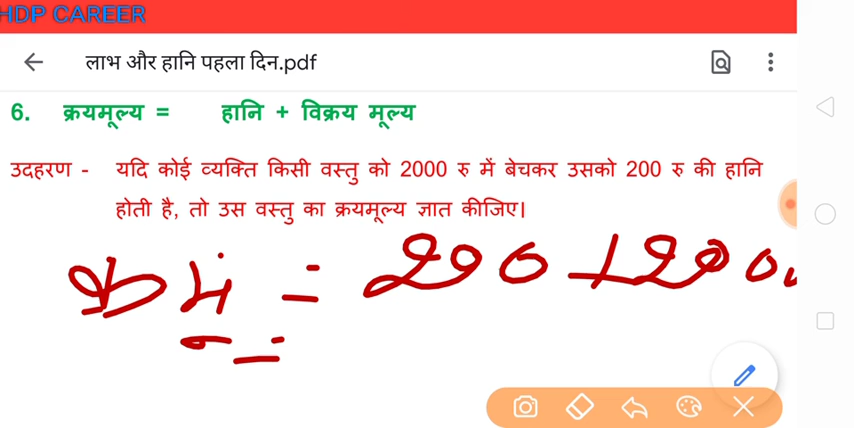 HDP CAREER
लाभ और हानि पहला दिन.pdf
6. क्रयमूल्य = हानि + विक्रय मूल्य
उदहरण - यदि कोई व्यक्ति किसी वस्तु को 2000 रु में बेचकर उसको 200 रु की हानि
होती है, तो उस वस्तु का क्रयमूल्य ज्ञात कीजिए।
= 200 + 200